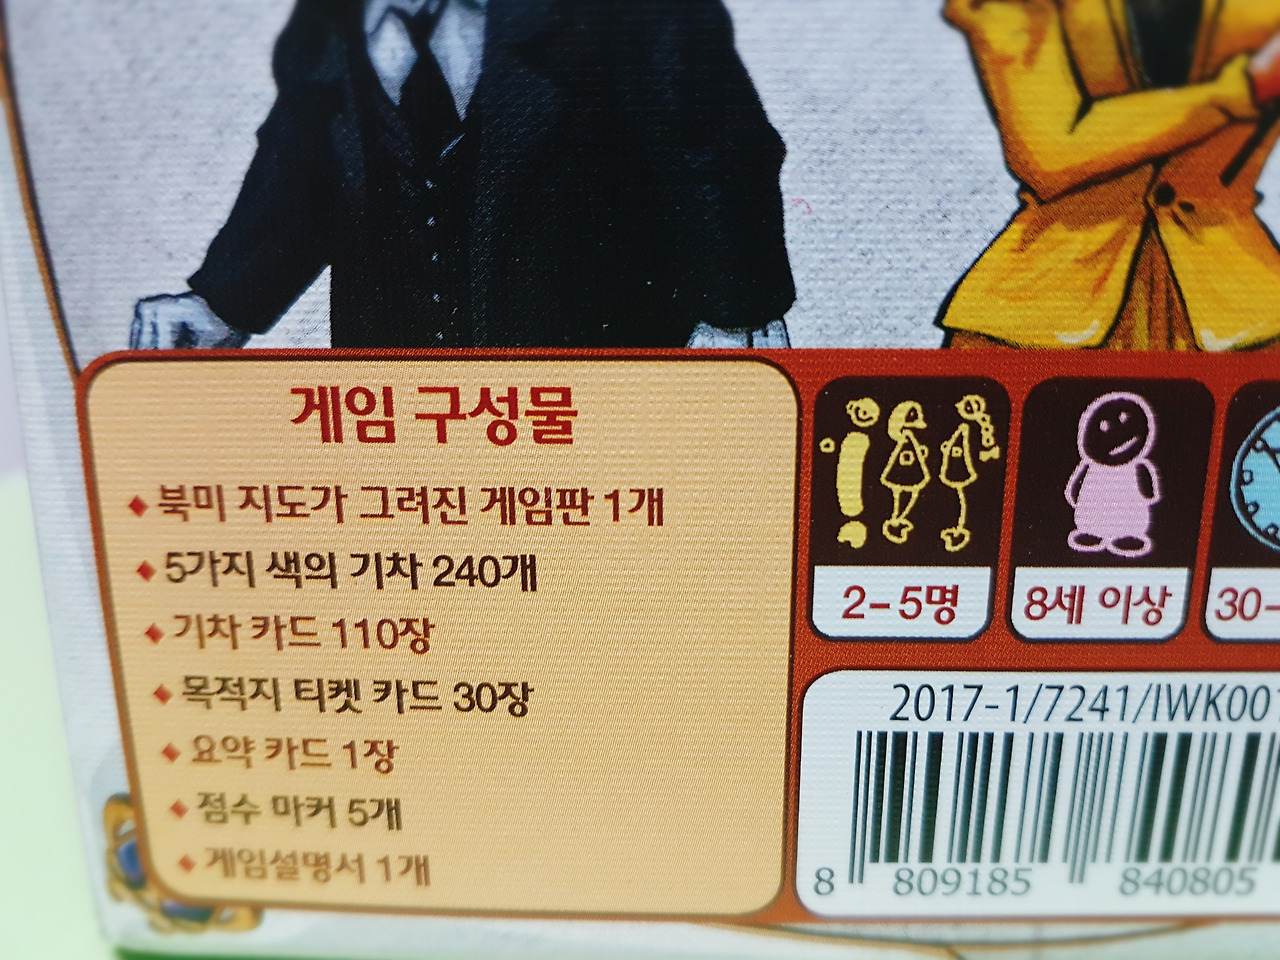 게임 구성물
◆북미 지도가 그려진 게임판 1개
◆5가지 색의 기차 240개
◆기차 카드 110장
◆목적지 티켓 카드 30장
◆요약 카드 1장
◆점수 마커 5개
◆게임설명서 1개
2-5명
8세 이상
30-
2017-1/7241/IWK00
8 809185 840805